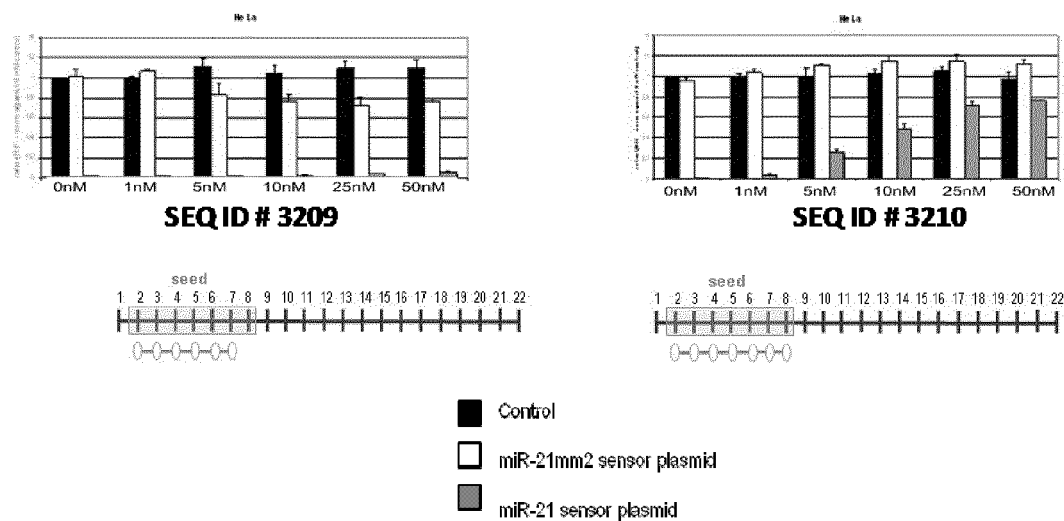 HeLa
0nM 1nM 5nM 10nM 25nM 50nM
SEQ ID # 3209
seed
1 2 3 4 5 6 7 8 9 10 11 12 13 14 15 16 17 18 19 20 21 22
HeLa
0nM 1nM 5nM 10nM 25nM 50nM
SEQ ID # 3210
seed
1 2 3 4 5 6 7 8 9 10 11 12 13 14 15 16 17 18 19 20 21 22
Control
miR-21mm2 sensor plasmid
miR-21 sensor plasmid